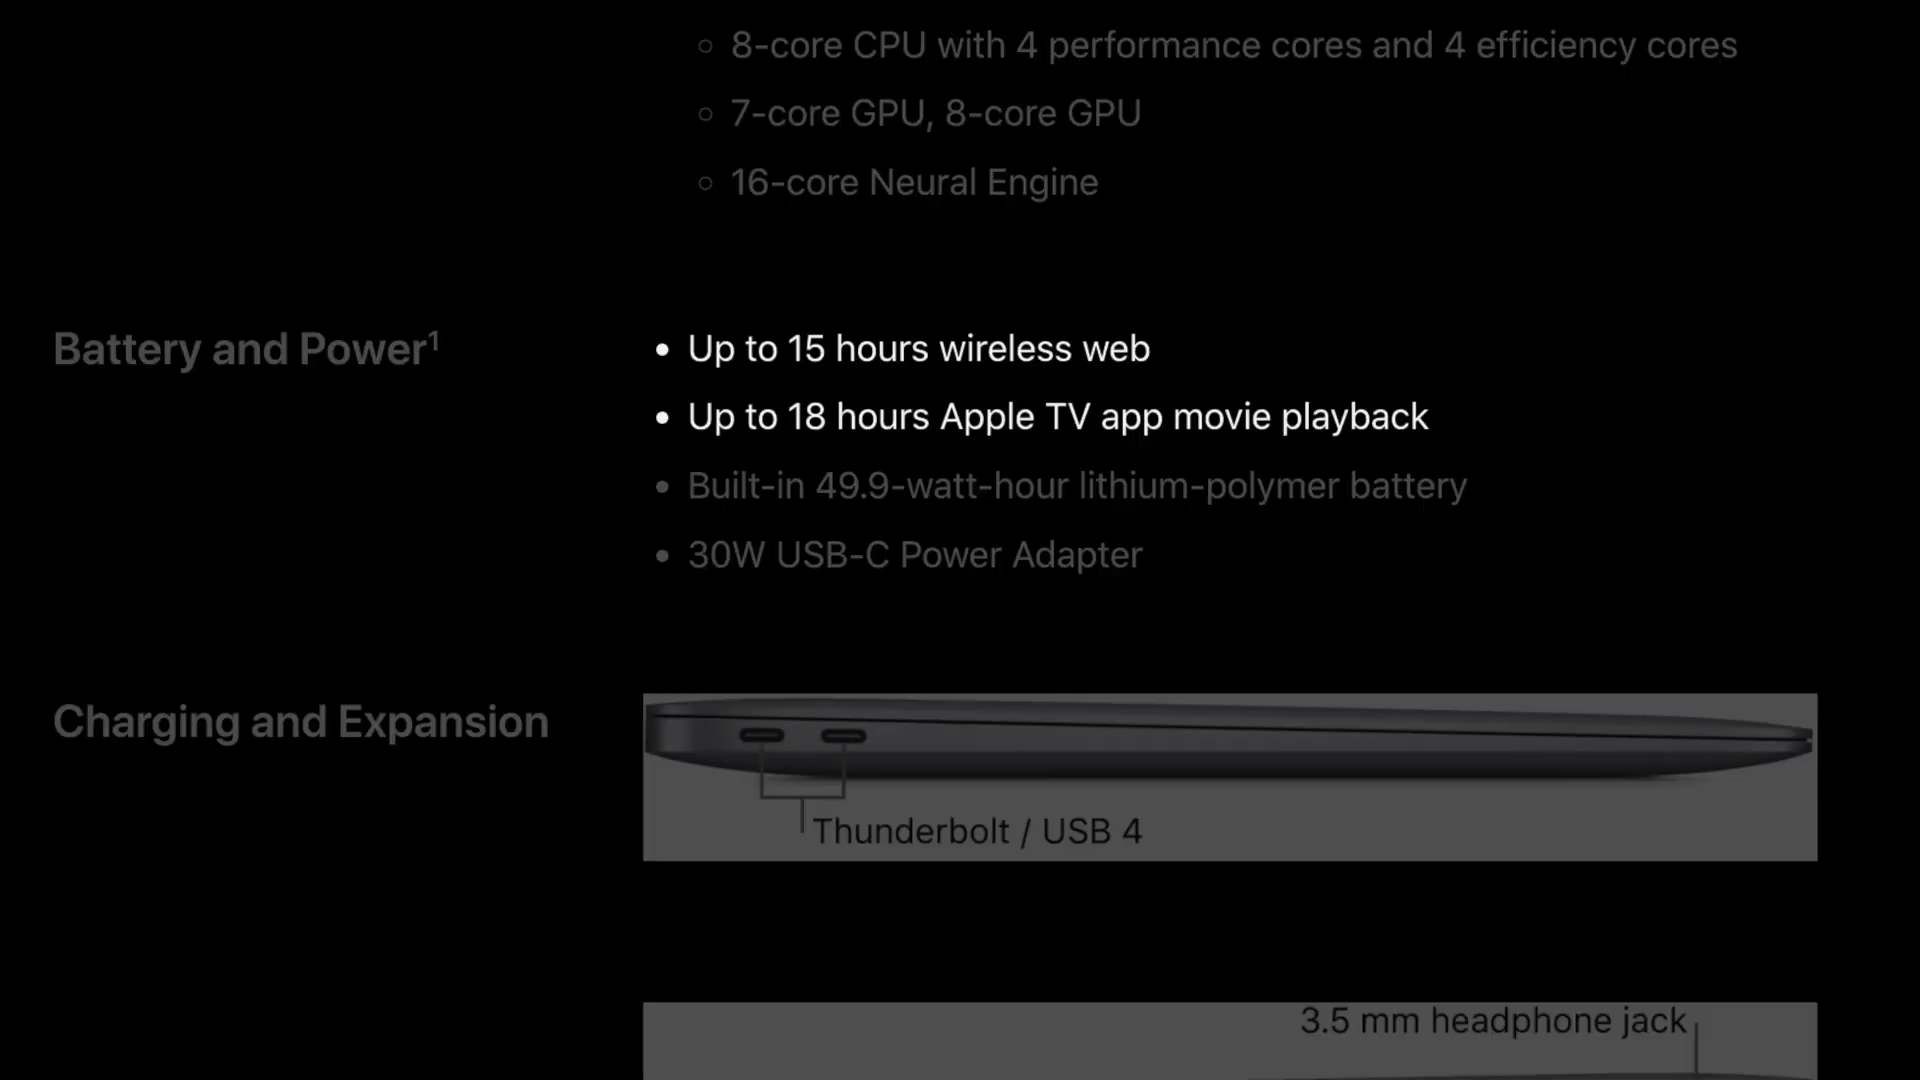 8-core CPU with 4 performance cores and 4 efficiency cores
7-core GPU, 8-core GPU
16-core Neural Engine
Battery and Power¹
Up to 15 hours wireless web
Up to 18 hours Apple TV app movie playback
Built-in 49.9-watt-hour lithium-polymer battery
30W USB-C Power Adapter
Charging and Expansion
Thunderbolt / USB 4
3.5 mm headphone jack